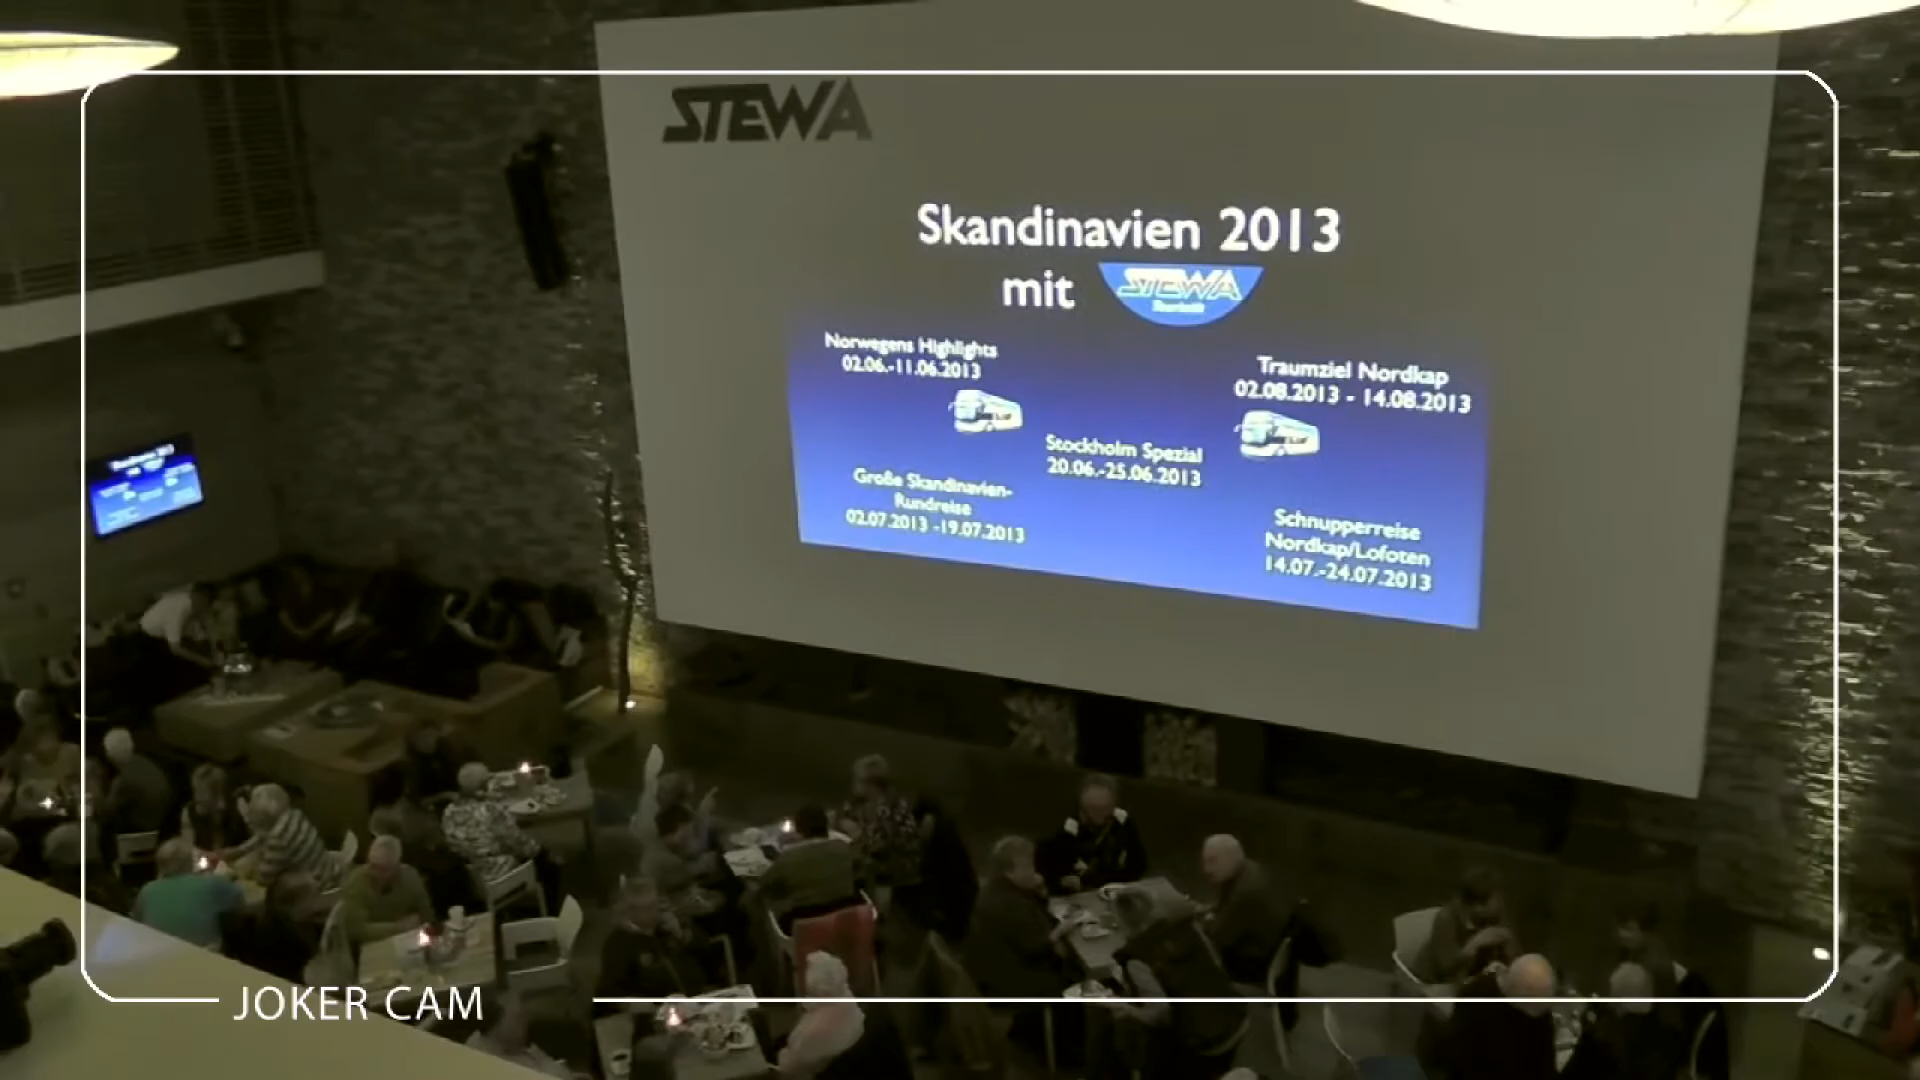 STEWA
Skandinavien 2013
mit STEWA
Norwegens Highlights
02.06.-11.06.2013
Traumziel Nordkap
02.08.2013 - 14.08.2013
Stockholm Spezial
20.06.-25.06.2013
Große Skandinavien-
Rundreise
02.07.2013 -19.07.2013
Schnupperreise
Nordkap/Lofoten
14.07.-24.07.2013
JOKER CAM